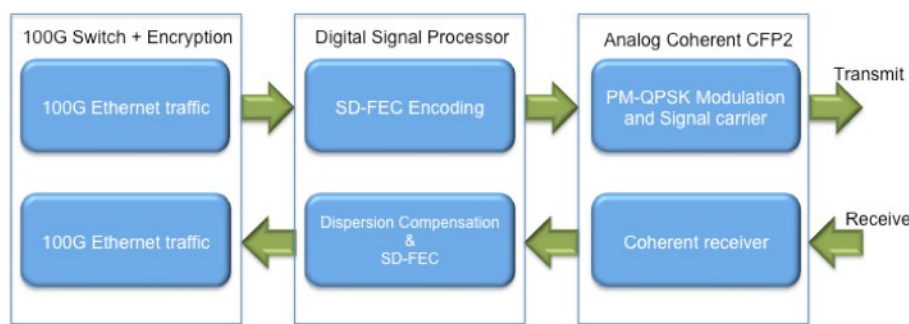 100G Switch + Encryption
Digital Signal Processor
Analog Coherent CFP2
100G Ethernet traffic
SD-FEC Encoding
PM-QPSK Modulation
and Signal carrier
Transmit
100G Ethernet traffic
Dispersion Compensation
&
SD-FEC
Coherent receiver
Receive